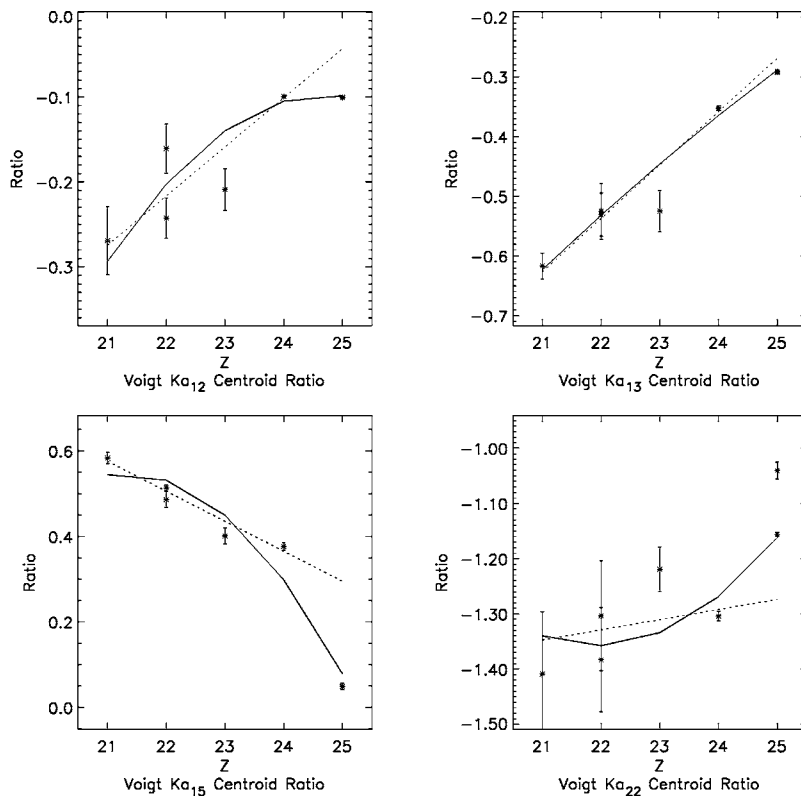 0.0
−0.1
−0.2
−0.3
Ratio
21 22 23 24 25
Z
Voigt Ka₁₂ Centroid Ratio
−0.2
−0.3
−0.4
−0.5
−0.6
−0.7
Ratio
21 22 23 24 25
Z
Voigt Ka₁₃ Centroid Ratio
0.6
0.4
0.2
0.0
Ratio
21 22 23 24 25
Z
Voigt Ka₁₅ Centroid Ratio
−1.00
−1.10
−1.20
−1.30
−1.40
−1.50
Ratio
21 22 23 24 25
Z
Voigt Ka₂₂ Centroid Ratio